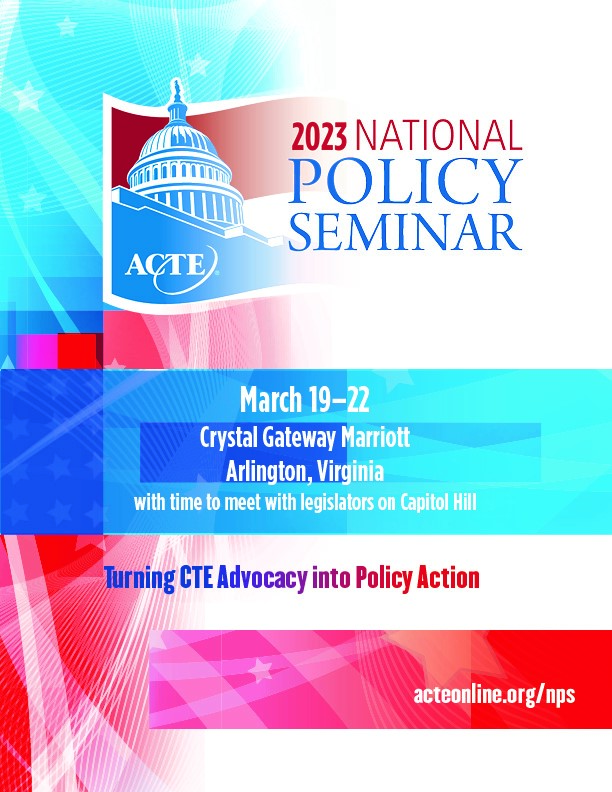 2023 NATIONAL
POLICY
SEMINAR
ACTE®
March 19–22
Crystal Gateway Marriott
Arlington, Virginia
with time to meet with legislators on Capitol Hill
Turning CTE Advocacy into Policy Action
acteonline.org/nps